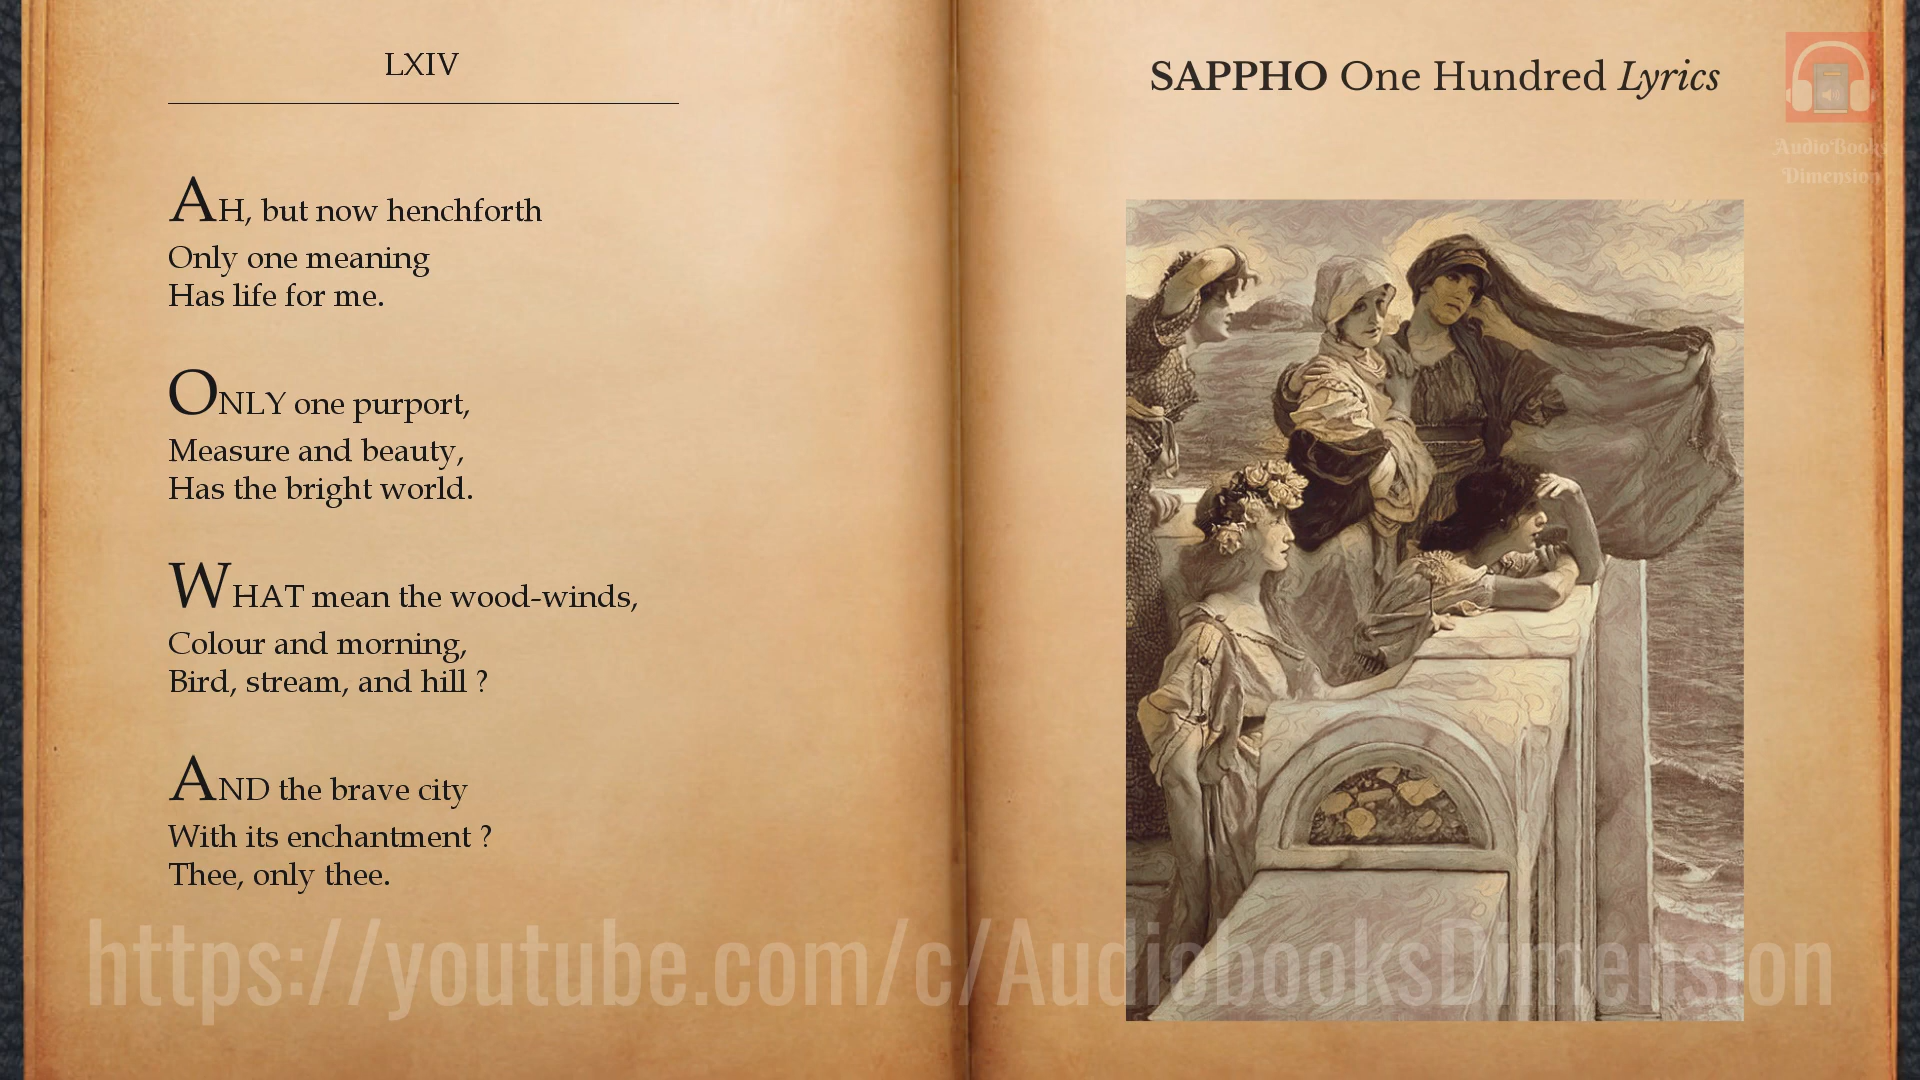 LXIV
AH, but now henchforth
Only one meaning
Has life for me.
ONLY one purport,
Measure and beauty,
Has the bright world.
WHAT mean the wood-winds,
Colour and morning,
Bird, stream, and hill ?
AND the brave city
With its enchantment ?
Thee, only thee.
SAPPHO One Hundred Lyrics
AudioBooks
Dimension
https://youtube.com/c/AudiobooksDimension